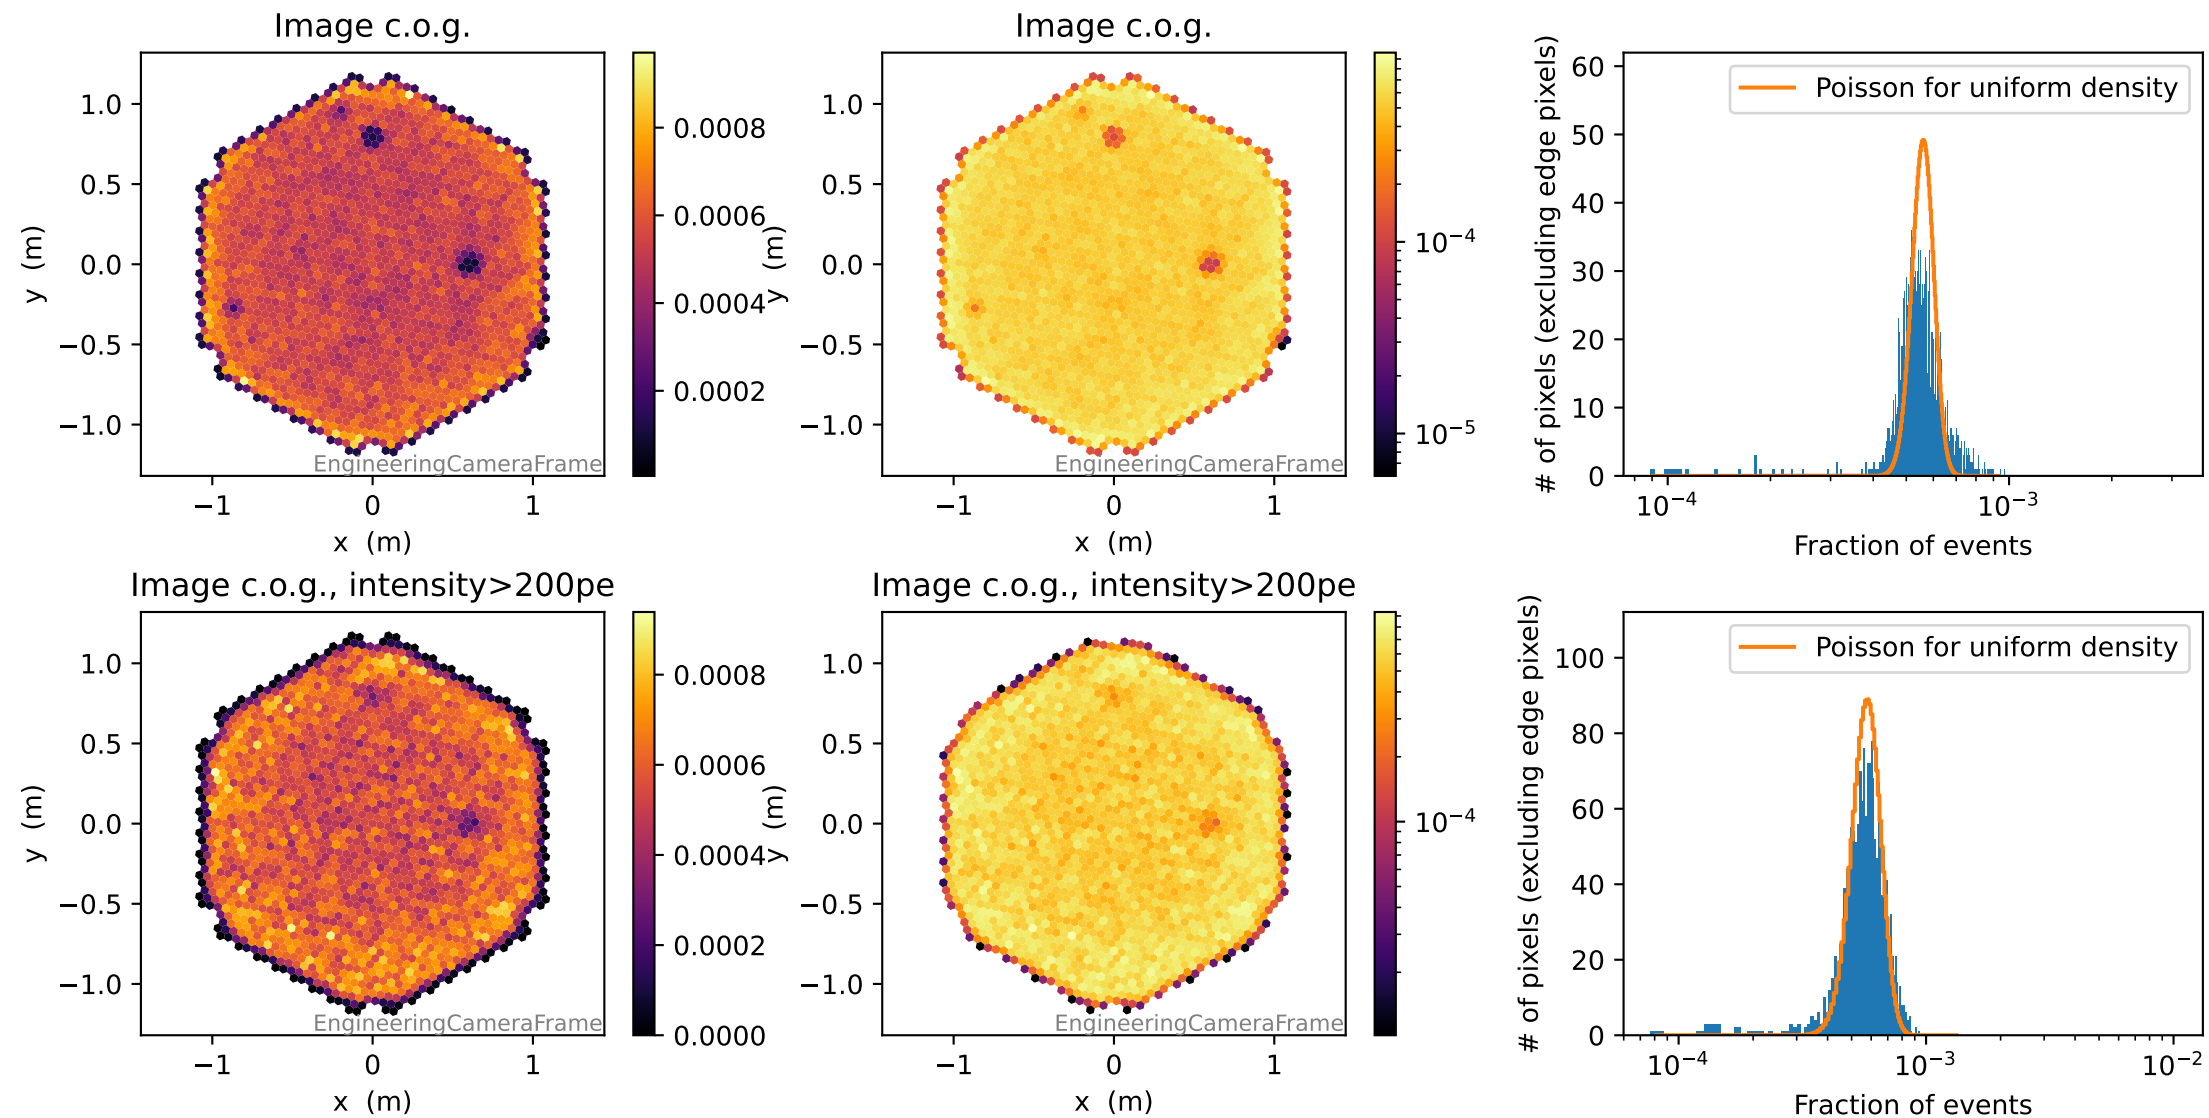 Image c.o.g.
1.0
0.5
0.0
−0.5
−1.0
y (m)
−1
0
1
x (m)
EngineeringCameraFrame
0.0008
0.0006
0.0004
0.0002
Image c.o.g.
1.0
0.5
0.0
−0.5
−1.0
y (m)
−1
0
1
x (m)
EngineeringCameraFrame
10⁻⁴
10⁻⁵
# of pixels (excluding edge pixels)
60
50
40
30
20
10
0
Poisson for uniform density
10⁻⁴
10⁻³
Fraction of events
Image c.o.g., intensity>200pe
1.0
0.5
0.0
−0.5
−1.0
y (m)
−1
0
1
x (m)
EngineeringCameraFrame
0.0008
0.0006
0.0004
0.0002
0.0000
Image c.o.g., intensity>200pe
1.0
0.5
0.0
−0.5
−1.0
y (m)
−1
0
1
x (m)
EngineeringCameraFrame
10⁻⁴
# of pixels (excluding edge pixels)
100
80
60
40
20
0
Poisson for uniform density
10⁻⁴
10⁻³
10⁻²
Fraction of events